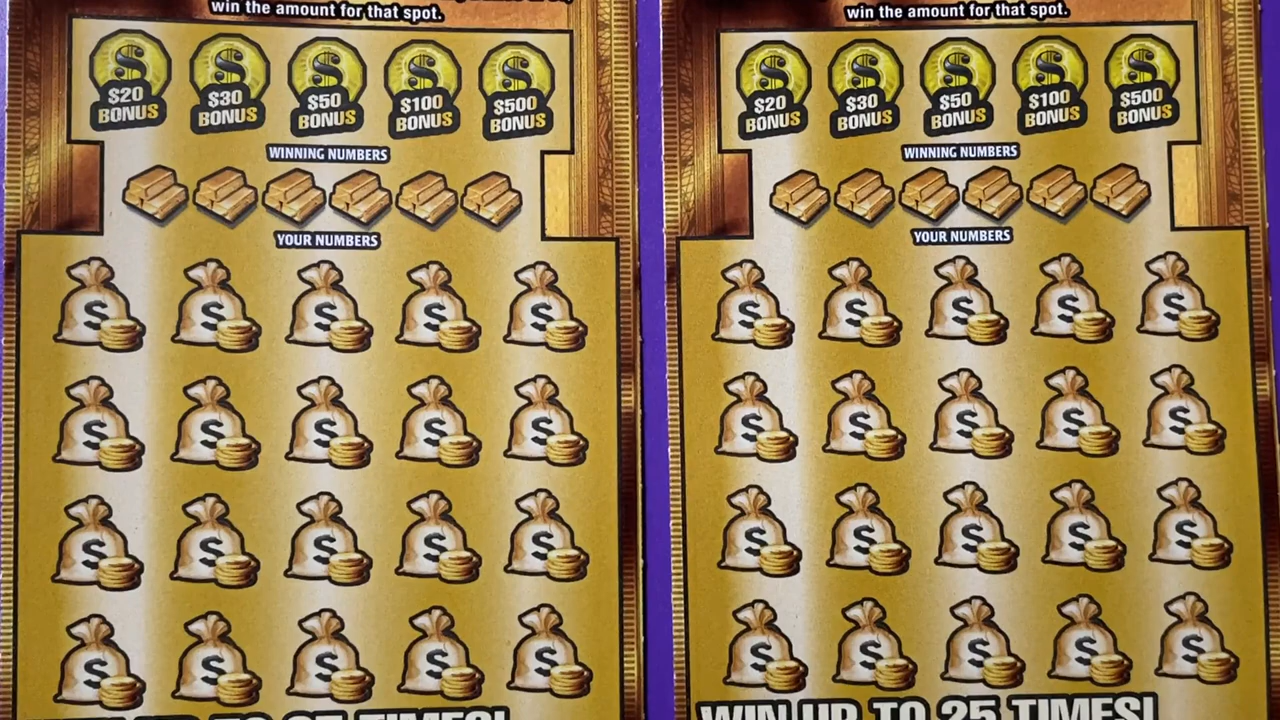 win the amount for that spot.
$20 BONUS
$30 BONUS
$50 BONUS
$100 BONUS
$500 BONUS
WINNING NUMBERS
YOUR NUMBERS
$ $ $ $ $
$ $ $ $ $
$ $ $ $ $
$ $ $ $ $
TIMES!
win the amount for that spot.
$20 BONUS
$30 BONUS
$50 BONUS
$100 BONUS
$500 BONUS
WINNING NUMBERS
YOUR NUMBERS
$ $ $ $ $
$ $ $ $ $
$ $ $ $ $
$ $ $ $ $
WIN UP TO 25 TIMES!